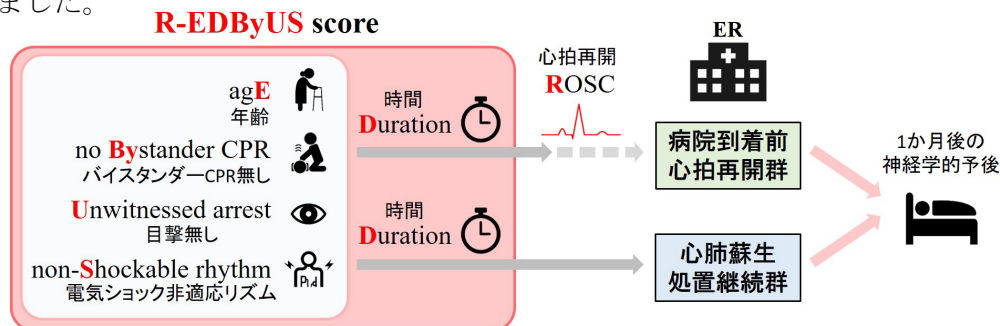 ました。
R-EDByUS score
agE
年齢
no Bystander CPR
バイスタンダーCPR無し
Unwitnessed arrest
目撃無し
non-Shockable rhythm
電気ショック非適応リズム
時間
Duration
時間
Duration
心拍再開
ROSC
ER
病院到着前
心拍再開群
心肺蘇生
処置継続群
1か月後の
神経学的予後